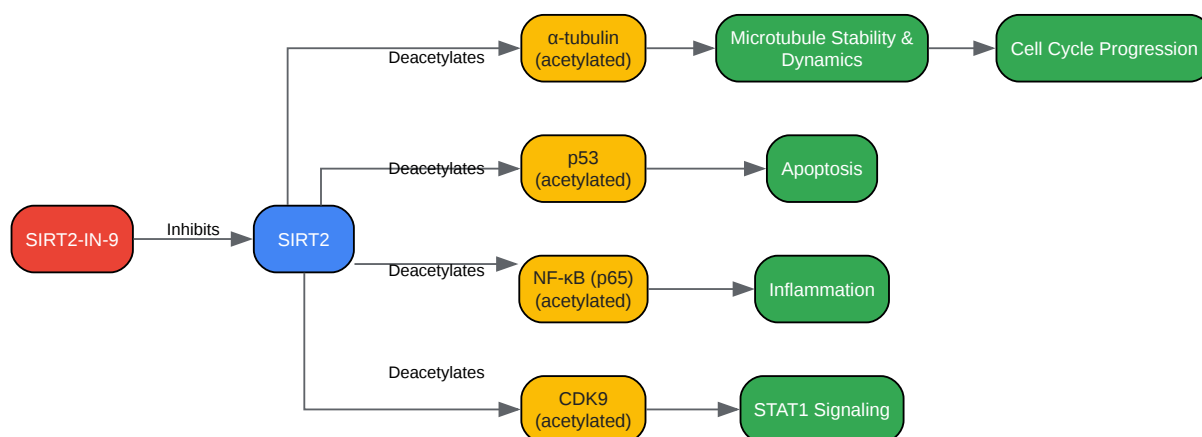 α-tubulin
(acetylated)
Microtubule Stability &
Dynamics
Cell Cycle Progression
Deacetylates
p53
(acetylated)
Apoptosis
Deacetylates
SIRT2-IN-9
Inhibits
SIRT2
Deacetylates
NF-κB (p65)
(acetylated)
Inflammation
Deacetylates
CDK9
(acetylated)
STAT1 Signaling